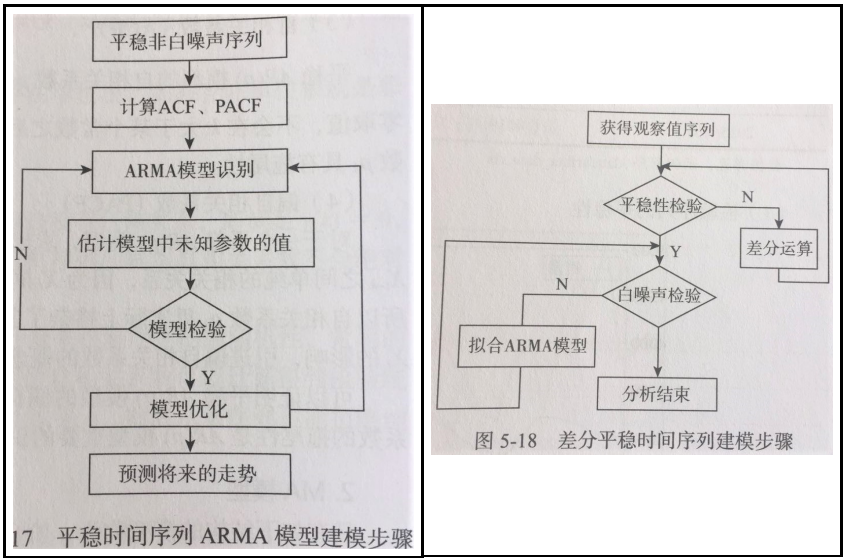 平稳非白噪声序列
计算ACF、PACF
ARMA模型识别
估计模型中未知参数的值
N
模型检验
Y
模型优化
预测将来的走势
17 平稳时间序列 ARMA 模型建模步骤
获得观察值序列
平稳性检验
N
Y
差分运算
N
白噪声检验
拟合ARMA模型
分析结束
图 5-18 差分平稳时间序列建模步骤